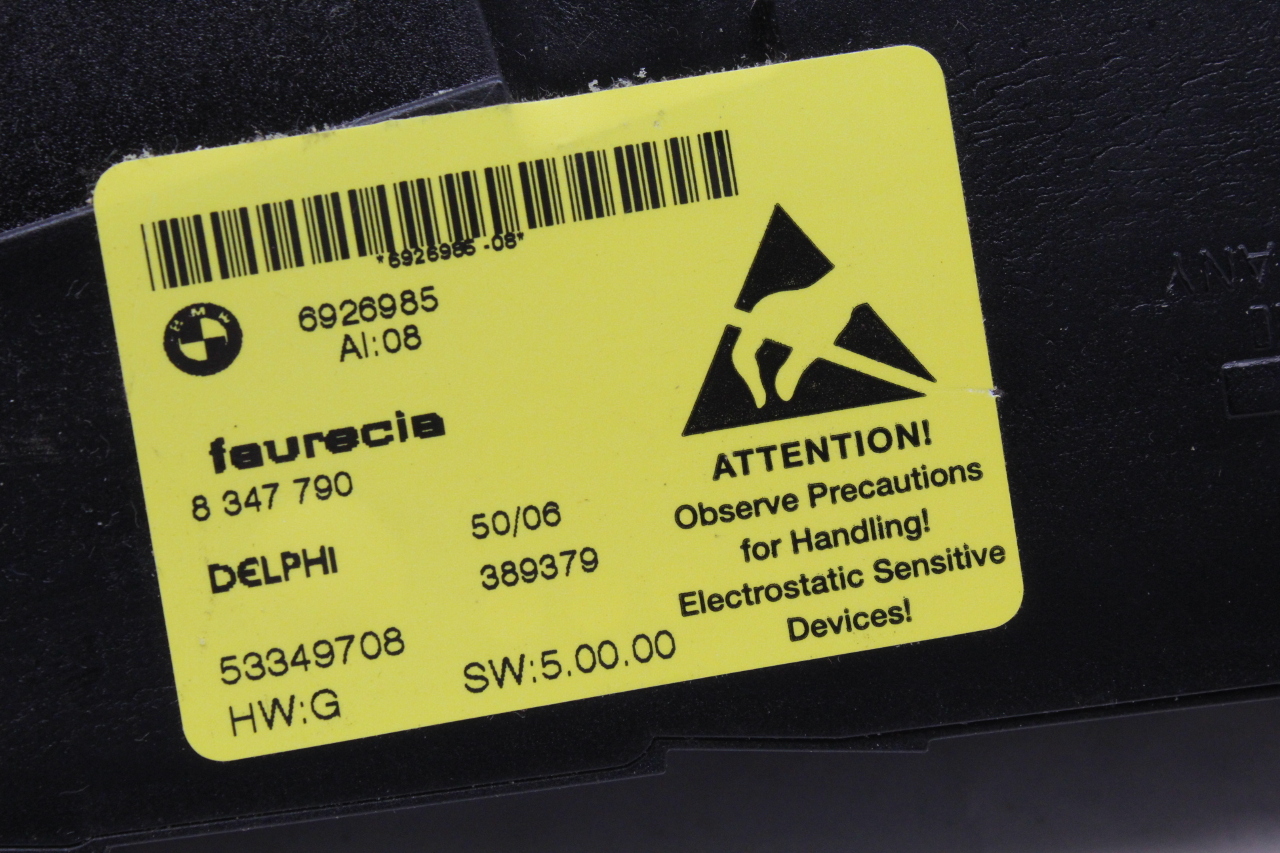 *6926985 -08*
BMW
6926985
AI:08
faurecia
8 347 790
DELPHI
50/06
389379
53349708
HW:G
SW:5.00.00
ATTENTION!
Observe Precautions
for Handling!
Electrostatic Sensitive
Devices!